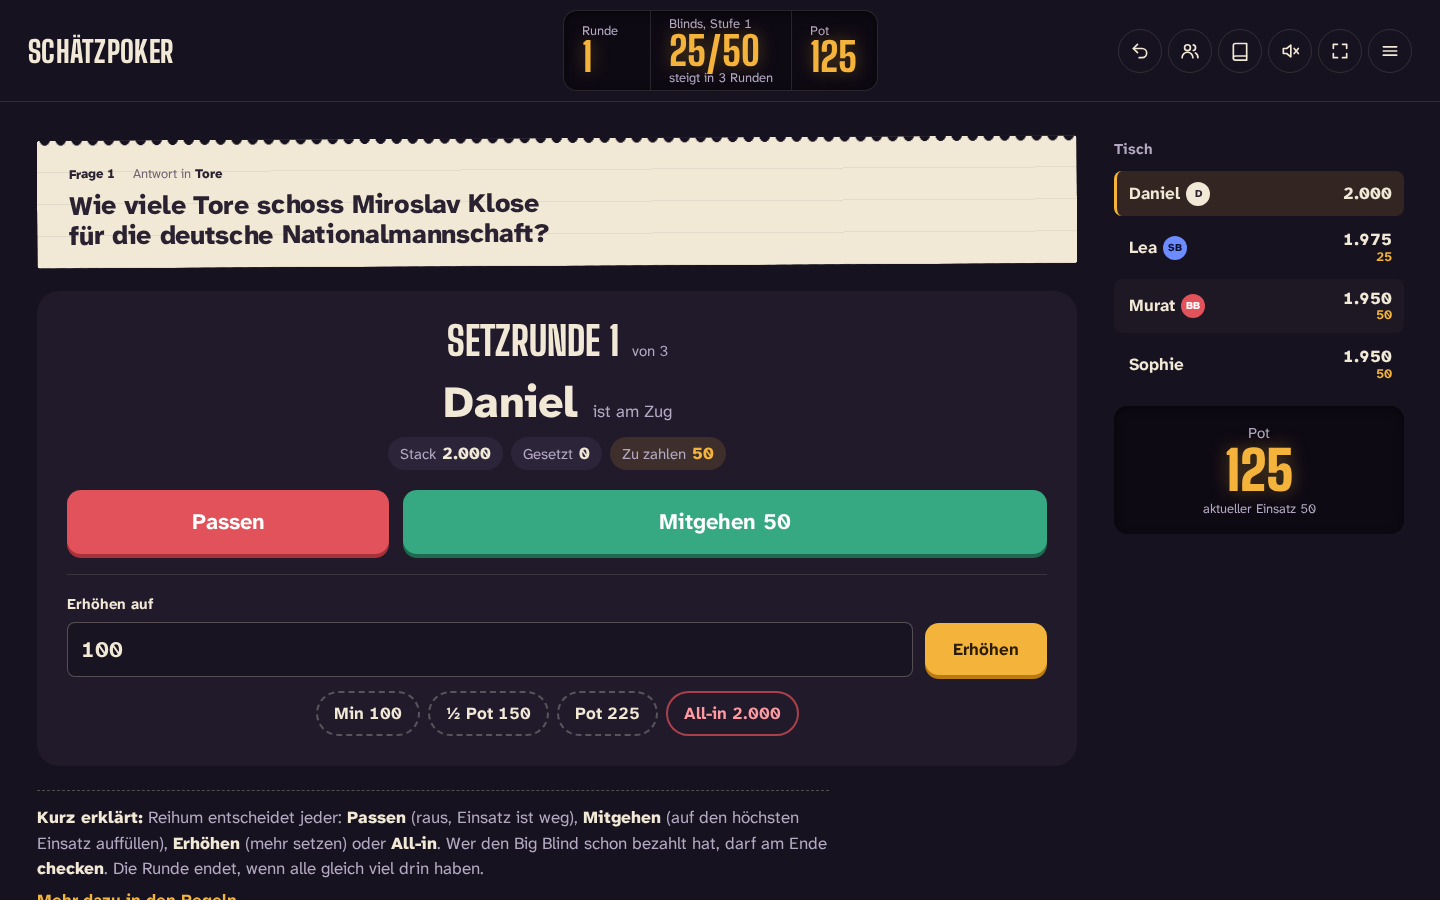 SCHÄTZPOKER
Runde
1
Blinds, Stufe 1
25/50
steigt in 3 Runden
Pot
125
Frage 1 Antwort in Tore
Wie viele Tore schoss Miroslav Klose
für die deutsche Nationalmannschaft?
SETZRUNDE 1 von 3
Daniel ist am Zug
Stack 2.000 Gesetzt 0 Zu zahlen 50
Passen
Mitgehen 50
Erhöhen auf
100
Erhöhen
Min 100
½ Pot 150
Pot 225
All-in 2.000
Kurz erklärt: Reihum entscheidet jeder: Passen (raus, Einsatz ist weg), Mitgehen (auf den höchsten
Einsatz auffüllen), Erhöhen (mehr setzen) oder All-in. Wer den Big Blind schon bezahlt hat, darf am Ende
checken. Die Runde endet, wenn alle gleich viel drin haben.
Mehr dazu in den Regeln
Tisch
Daniel D 2.000
Lea SB 1.975
25
Murat BB 1.950
50
Sophie 1.950
50
Pot
125
aktueller Einsatz 50